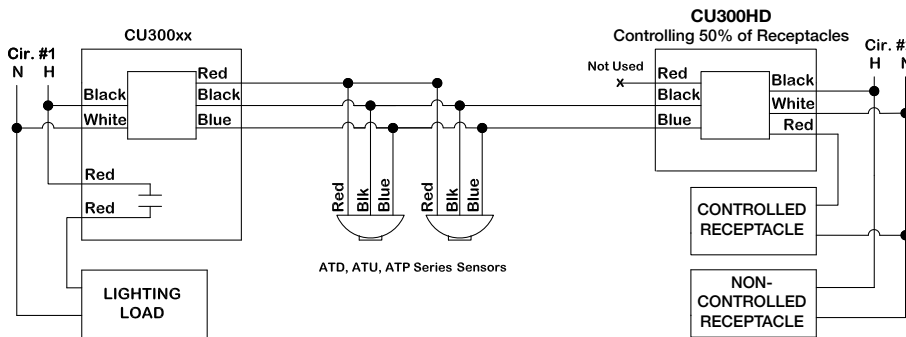 CU300xx
CU300HD
Controlling 50% of Receptacles
Cir. #1
N H
Cir. #
H
Black
White
Red
Red
Red
Black
Blue
Not Used
x
Red
Black
Blue
Black
White
Red
Red
Blk
Blue
Red
Blk
Blue
ATD, ATU, ATP Series Sensors
LIGHTING
LOAD
CONTROLLED
RECEPTACLE
NON-
CONTROLLED
RECEPTACLE